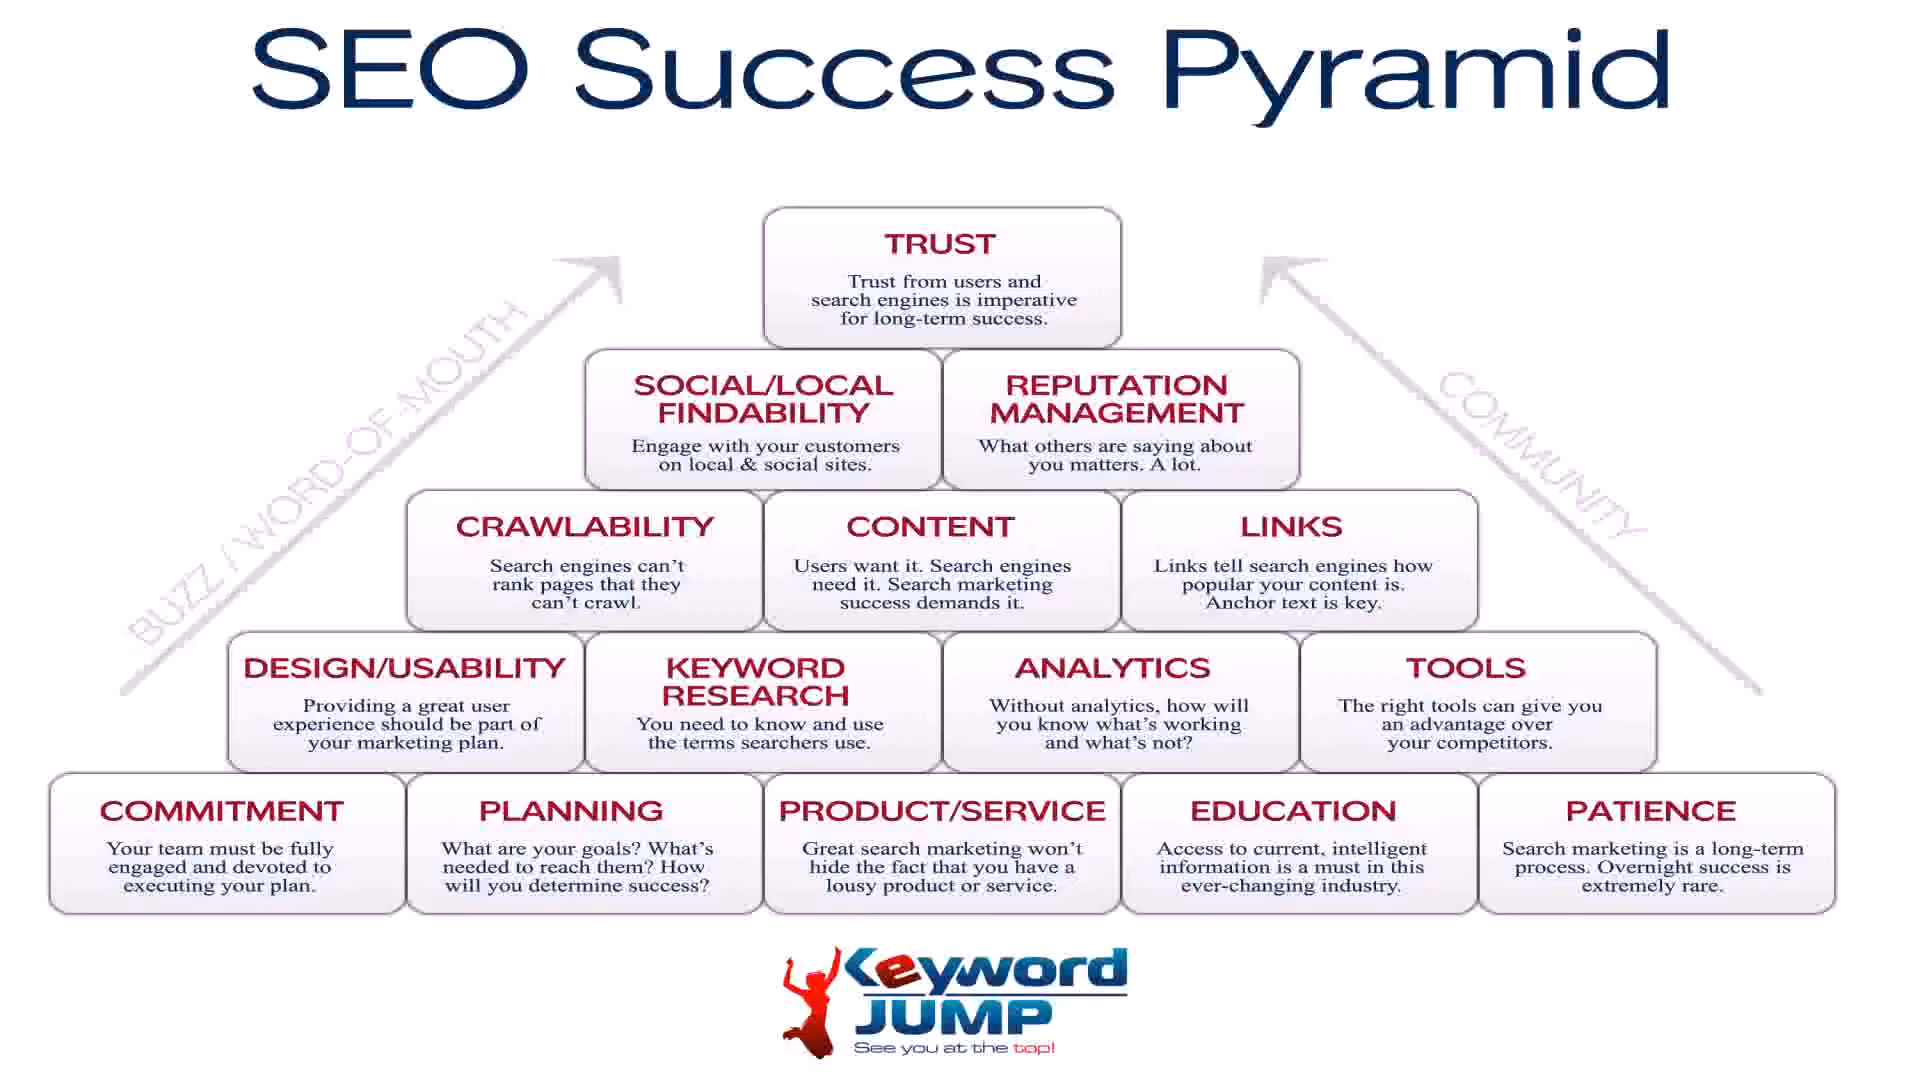 SEO Success Pyramid
TRUST
Trust from users and
search engines is imperative
for long-term success.
BUZZ / WORD-OF-MOUTH
COMMUNITY
SOCIAL/LOCAL
FINDABILITY
Engage with your customers
on local & social sites.
REPUTATION
MANAGEMENT
What others are saying about
you matters. A lot.
CRAWLABILITY
Search engines can't
rank pages that they
can't crawl.
CONTENT
Users want it. Search engines
need it. Search marketing
success demands it.
LINKS
Links tell search engines how
popular your content is.
Anchor text is key.
DESIGN/USABILITY
Providing a great user
experience should be part of
your marketing plan.
KEYWORD
RESEARCH
You need to know and use
the terms searchers use.
ANALYTICS
Without analytics, how will
you know what's working
and what's not?
TOOLS
The right tools can give you
an advantage over
your competitors.
COMMITMENT
Your team must be fully
engaged and devoted to
executing your plan.
PLANNING
What are your goals? What's
needed to reach them? How
will you determine success?
PRODUCT/SERVICE
Great search marketing won't
hide the fact that you have a
lousy product or service.
EDUCATION
Access to current, intelligent
information is a must in this
ever-changing industry.
PATIENCE
Search marketing is a long-term
process. Overnight success is
extremely rare.
Keyword
JUMP
See you at the top!